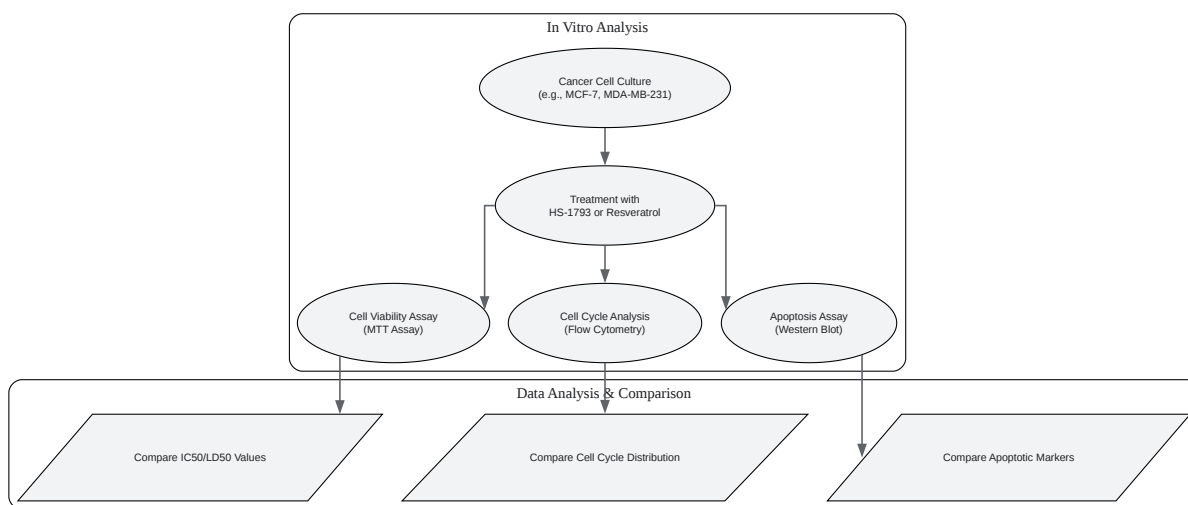 In Vitro Analysis
Cancer Cell Culture
(e.g., MCF-7, MDA-MB-231)
Treatment with
HS-1793 or Resveratrol
Cell Viability Assay
(MTT Assay)
Cell Cycle Analysis
(Flow Cytometry)
Apoptosis Assay
(Western Blot)
Data Analysis & Comparison
Compare IC50/LD50 Values
Compare Cell Cycle Distribution
Compare Apoptotic Markers